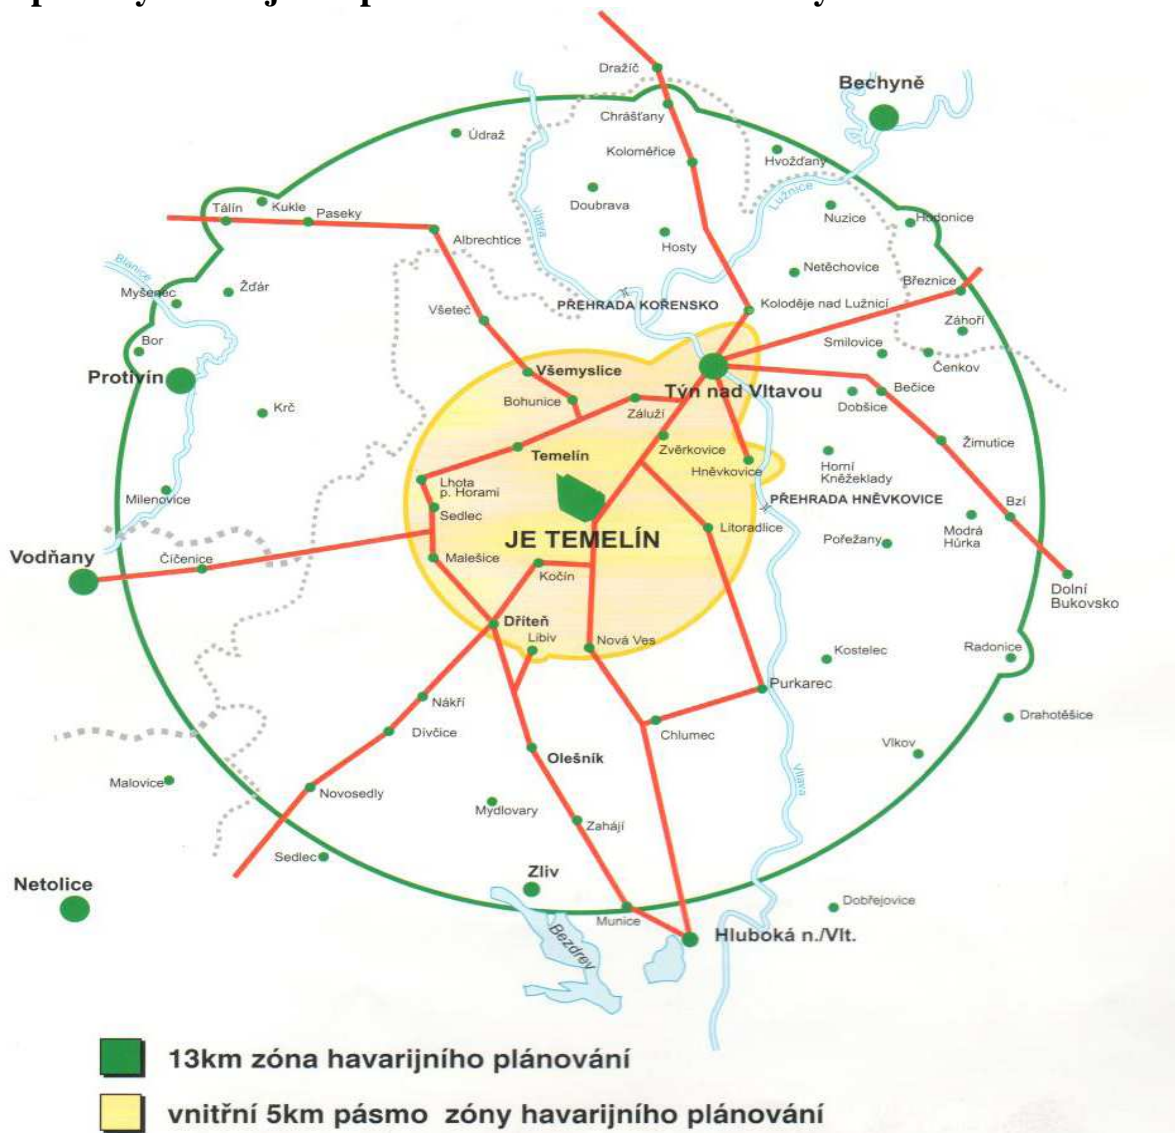 Dražíč
Bechyně
Chrášťany
Údraž
Koloměřice
Hvožďany
Lužnice
Doubrava
Vltava
Tálín
Kukle
Paseky
Nuzice
Hodonice
Albrechtice
Hosty
Blanice
Netěchovice
Březnice
Myšenec
Žďár
PŘEHRADA KOŘENSKO
Koloděje nad Lužnicí
Všeteč
Záhoří
Bor
Smilovice
Čenkov
Protivín
Všemyslice
Týn nad Vltavou
Bečice
Dobšice
Bohunice
Krč
Záluží
Žimutice
Temelín
Zvěrkovice
Horní
Kněžeklady
Hněvkovice
Lhota
p. Horami
Milenovice
PŘEHRADA HNĚVKOVICE
Bzí
Sedlec
Litoradlice
Modrá
Hůrka
JE TEMELÍN
Pořežany
Vodňany
Číčenice
Malešice
Kočín
Dolní
Bukovsko
Dříteň
Libiv
Nová Ves
Kostelec
Radonice
Purkarec
Nákří
Drahotěšice
Dívčice
Chlumec
Vlkov
Olešník
Malovice
Vltava
Novosedly
Mydlovary
Zahájí
Sedlec
Zliv
Netolice
Dobřejovice
Munice
Bezdrev
Hluboká n./Vlt.
13km zóna havarijního plánování
vnitřní 5km pásmo zóny havarijního plánování